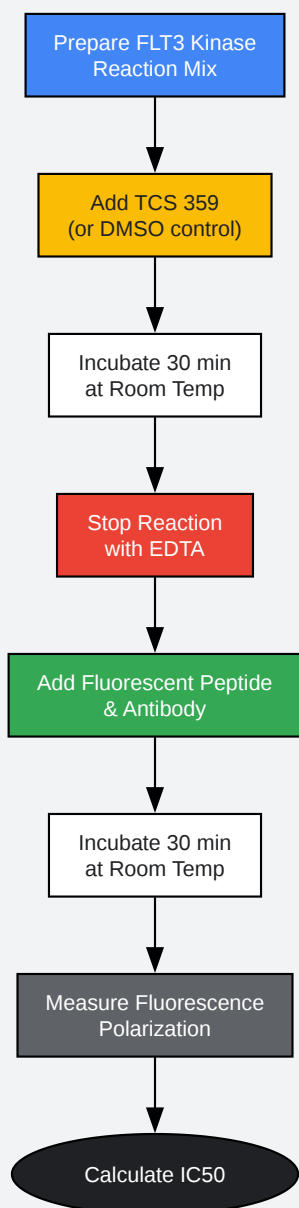 Prepare FLT3 Kinase
Reaction Mix
Add TCS 359
(or DMSO control)
Incubate 30 min
at Room Temp
Stop Reaction
with EDTA
Add Fluorescent Peptide
& Antibody
Incubate 30 min
at Room Temp
Measure Fluorescence
Polarization
Calculate IC50